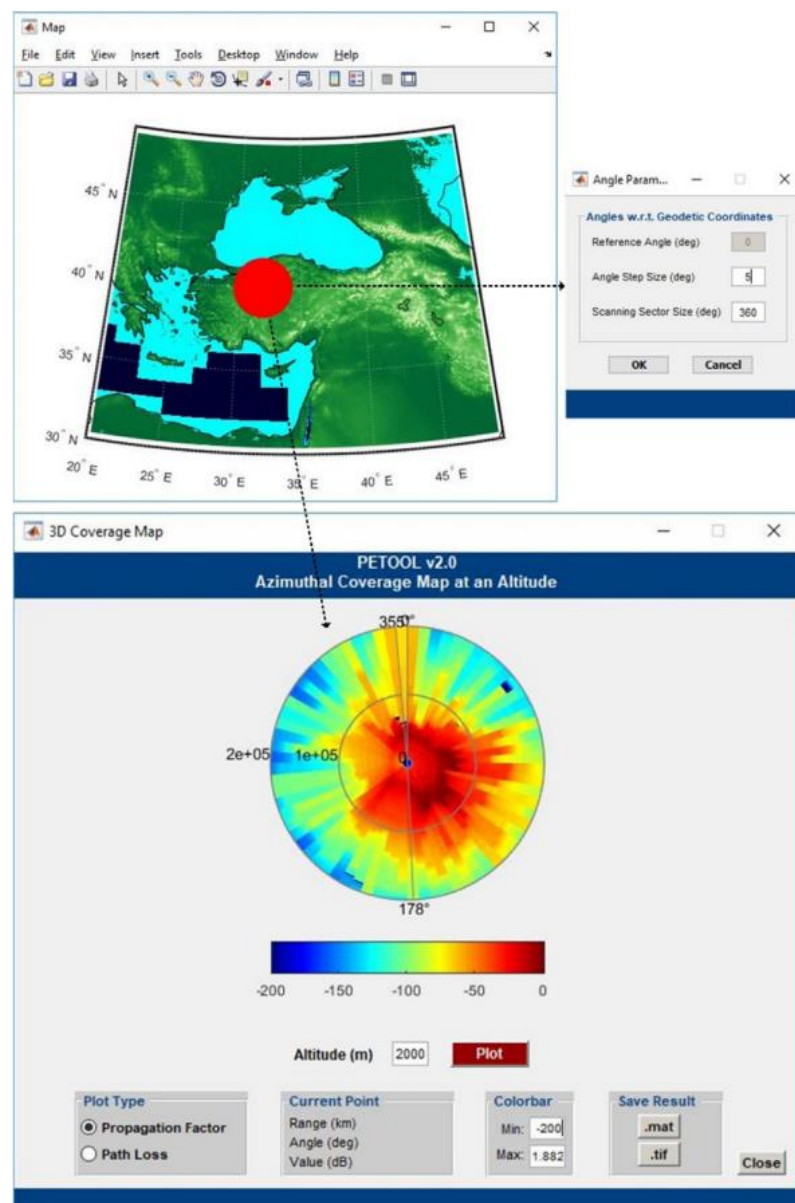 Map
File Edit View Insert Tools Desktop Window Help
45° N
40° N
35° N
30° N
20° E
25° E
30° E
35° E
40° E
45° E
Angle Param...
Angles w.r.t. Geodetic Coordinates
Reference Angle (deg) 0
Angle Step Size (deg) 5
Scanning Sector Size (deg) 360
OK Cancel
3D Coverage Map
PETOOL v2.0
Azimuthal Coverage Map at an Altitude
355° 0°
2e+05 1e+05 0
178°
-200 -150 -100 -50 0
Altitude (m) 2000 Plot
Plot Type Current Point Colorbar Save Result
Propagation Factor Range (km) Min: -200 .mat
Path Loss Angle (deg) Max: 1.882 .tif
Value (dB) Close